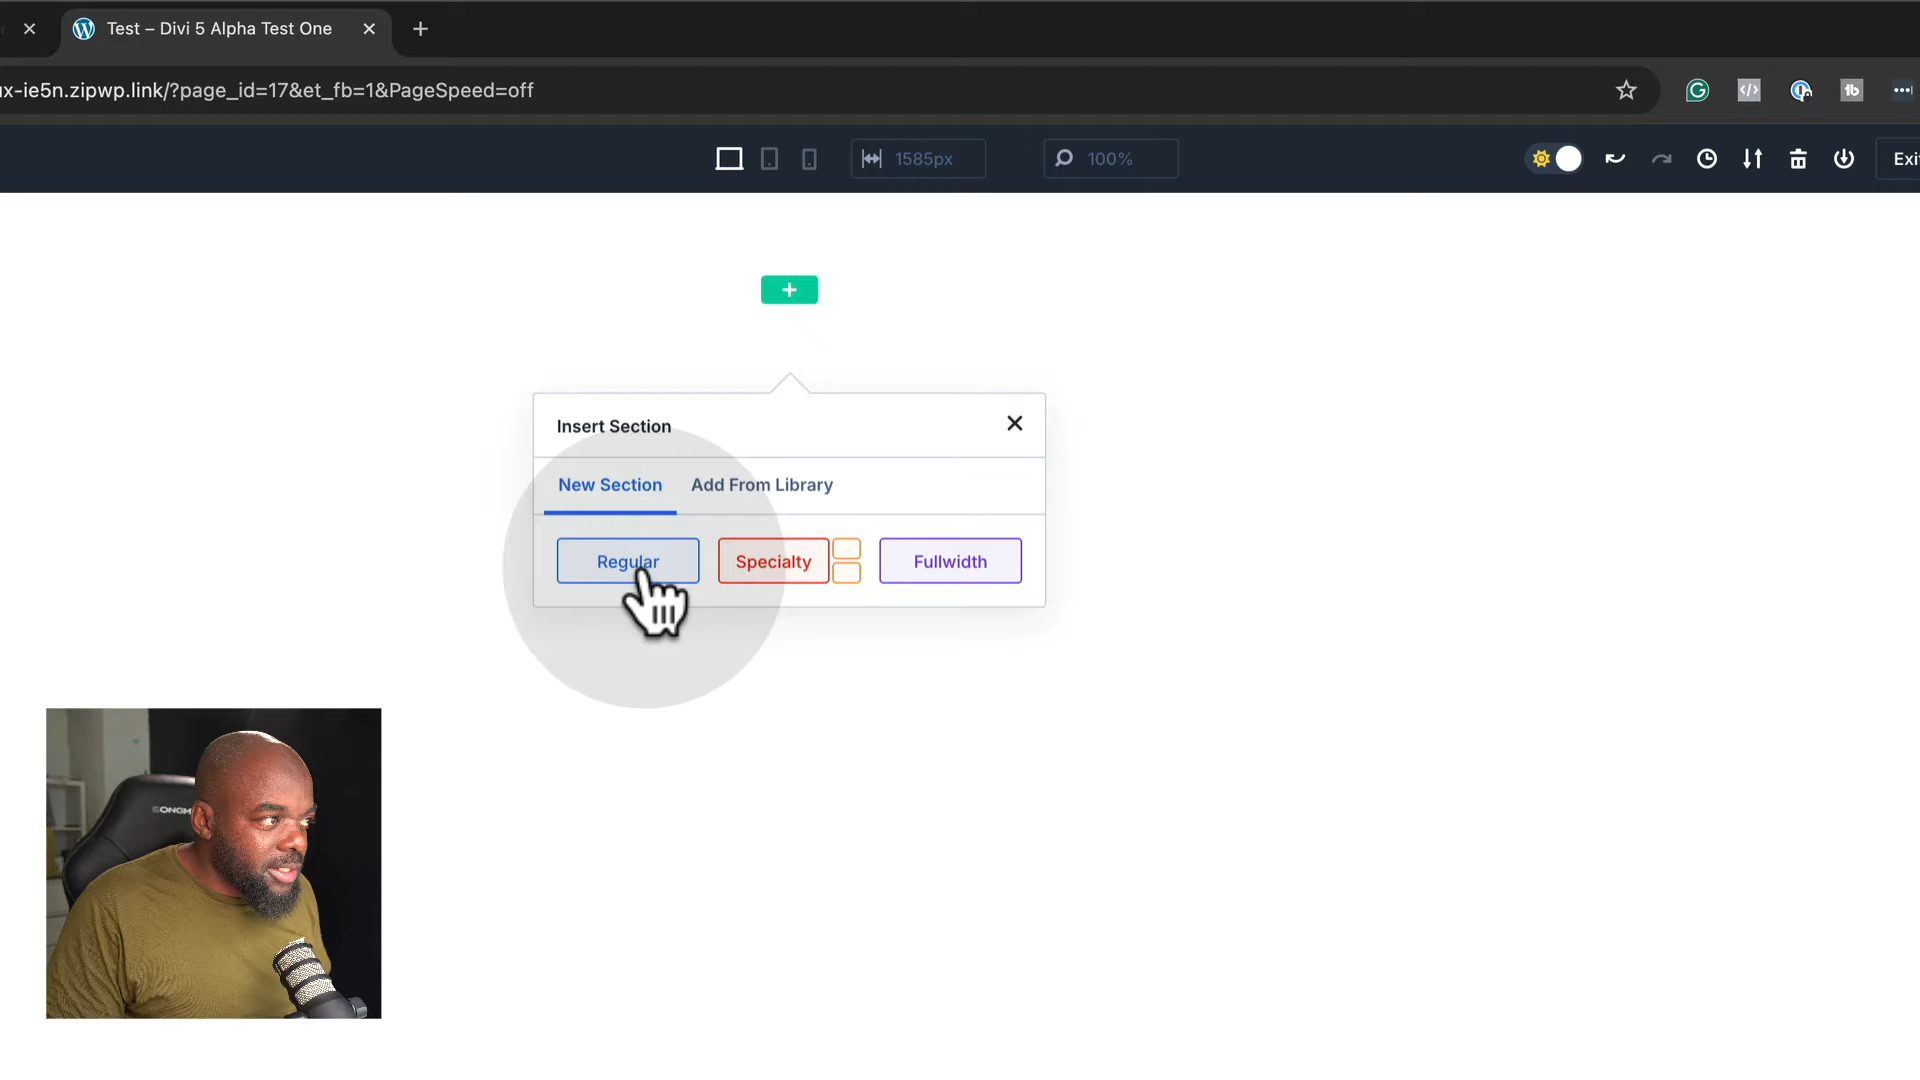 Test – Divi 5 Alpha Test One
x-ie5n.zipwp.link/?page_id=17&et_fb=1&PageSpeed=off
1585px
100%
Exi
Insert Section
New Section
Add From Library
Regular
Specialty
Fullwidth
SONGM